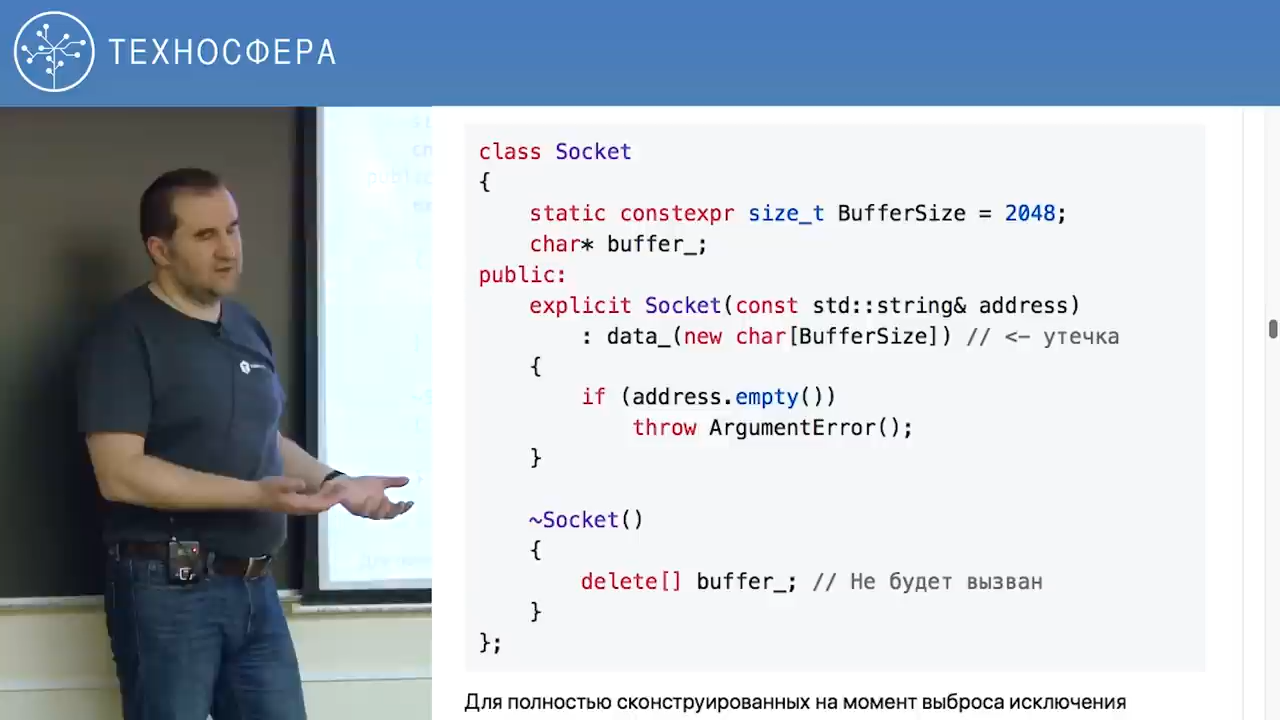 ТЕХНОСФЕРА
class Socket
{
static constexpr size_t BufferSize = 2048;
char* buffer_;
public:
explicit Socket(const std::string& address)
: data_(new char[BufferSize]) // <- утечка
{
if (address.empty())
throw ArgumentError();
}
~Socket()
{
delete[] buffer_; // Не будет вызван
}
};
Для полностью сконструированных на момент выброса исключения